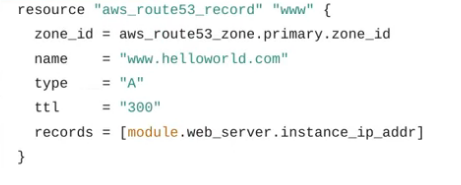 resource "aws_route53_record" "www" {
  zone_id = aws_route53_zone.primary.zone_id
  name    = "www.helloworld.com"
  type    = "A"
  ttl     = "300"
  records = [module.web_server.instance_ip_addr]
}